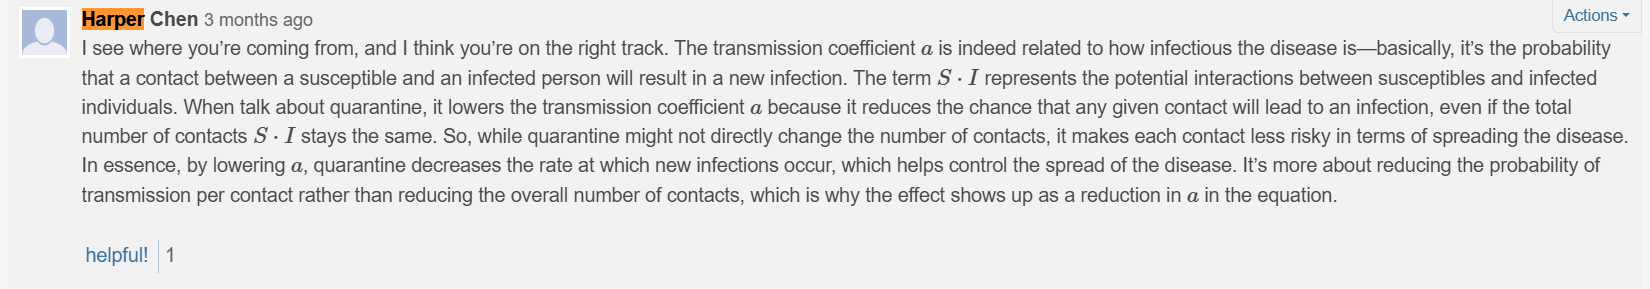 Harper Chen 3 months ago
Actions
I see where you’re coming from, and I think you’re on the right track. The transmission coefficient a is indeed related to how infectious the disease is—basically, it’s the probability
that a contact between a susceptible and an infected person will result in a new infection. The term S · I represents the potential interactions between susceptibles and infected
individuals. When talk about quarantine, it lowers the transmission coefficient a because it reduces the chance that any given contact will lead to an infection, even if the total
number of contacts S · I stays the same. So, while quarantine might not directly change the number of contacts, it makes each contact less risky in terms of spreading the disease.
In essence, by lowering a, quarantine decreases the rate at which new infections occur, which helps control the spread of the disease. It’s more about reducing the probability of
transmission per contact rather than reducing the overall number of contacts, which is why the effect shows up as a reduction in a in the equation.
helpful! 1